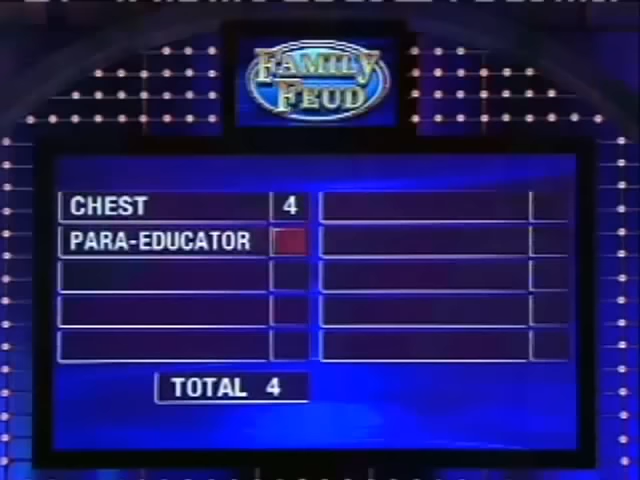 FAMILY
FEUD
CHEST 4
PARA-EDUCATOR
TOTAL 4